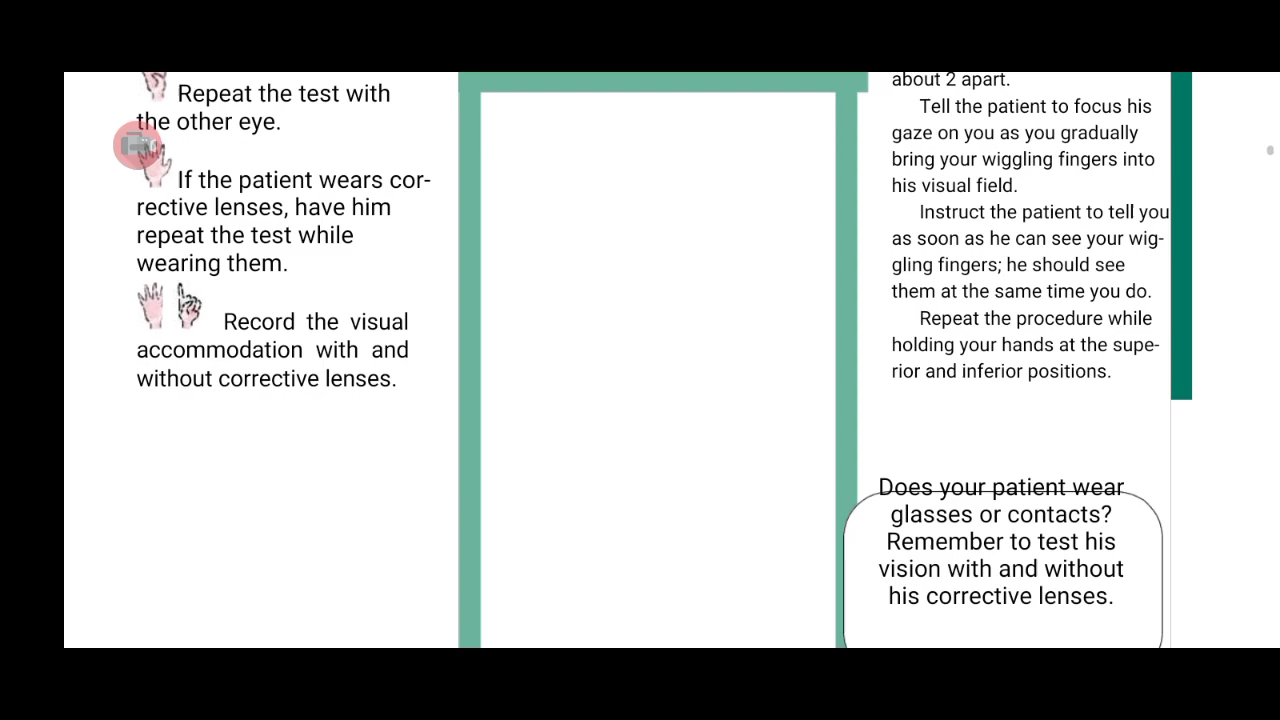 Repeat the test with
the other eye.
If the patient wears cor-
rective lenses, have him
repeat the test while
wearing them.
Record the visual
accommodation with and
without corrective lenses.
about 2 apart.
Tell the patient to focus his
gaze on you as you gradually
bring your wiggling fingers into
his visual field.
Instruct the patient to tell you
as soon as he can see your wig-
gling fingers; he should see
them at the same time you do.
Repeat the procedure while
holding your hands at the supe-
rior and inferior positions.
Does your patient wear
glasses or contacts?
Remember to test his
vision with and without
his corrective lenses.